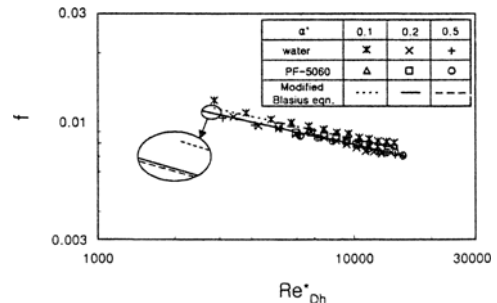 α* 0.1 0.2 0.5
water
PF-5060
Modified
Blasius eqn.
0.03
f
0.01
0.003
1000 10000 30000
Re*Dh